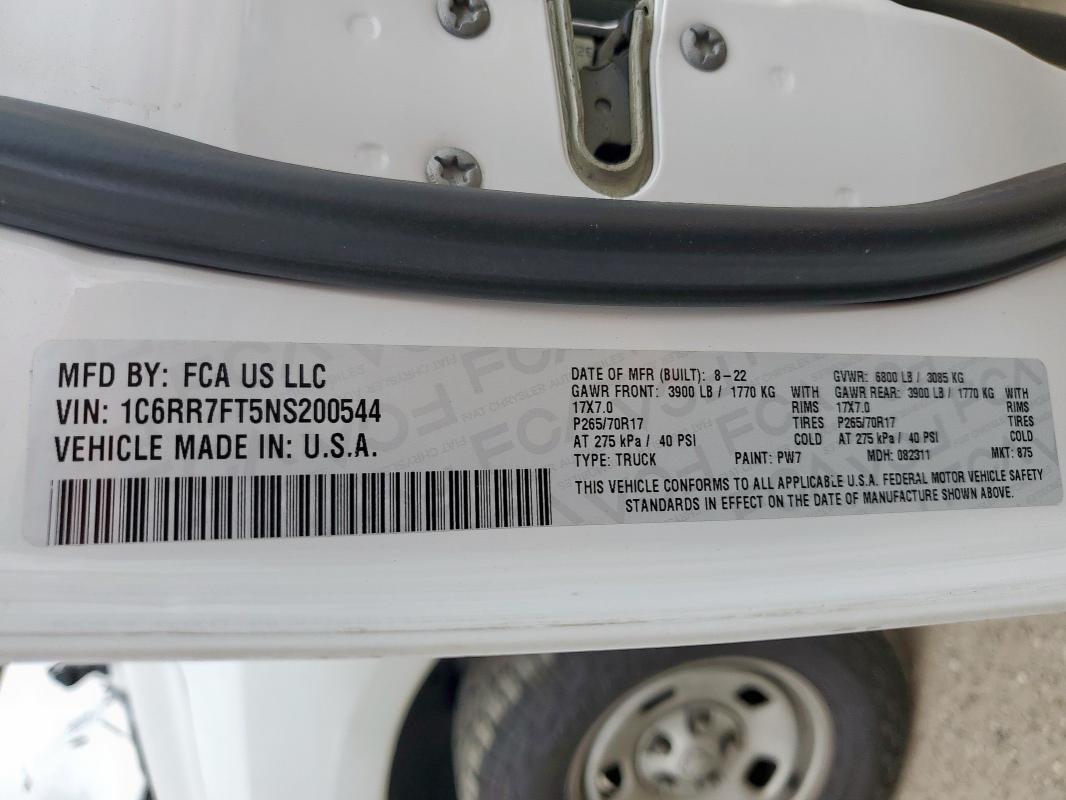 MFD BY: FCA US LLC
VIN: 1C6RR7FT5NS200544
VEHICLE MADE IN: U.S.A.
DATE OF MFR (BUILT): 8-22 GVWR: 6800 LB / 3085 KG
GAWR FRONT: 3900 LB / 1770 KG WITH GAWR REAR: 3900 LB / 1770 KG WITH
17X7.0 RIMS 17X7.0 RIMS
P265/70R17 TIRES P265/70R17 TIRES
AT 275 kPa / 40 PSI COLD AT 275 kPa / 40 PSI COLD
TYPE: TRUCK PAINT: PW7 MDH: 082311 MKT: 875
THIS VEHICLE CONFORMS TO ALL APPLICABLE U.S.A. FEDERAL MOTOR VEHICLE SAFETY
STANDARDS IN EFFECT ON THE DATE OF MANUFACTURE SHOWN ABOVE.